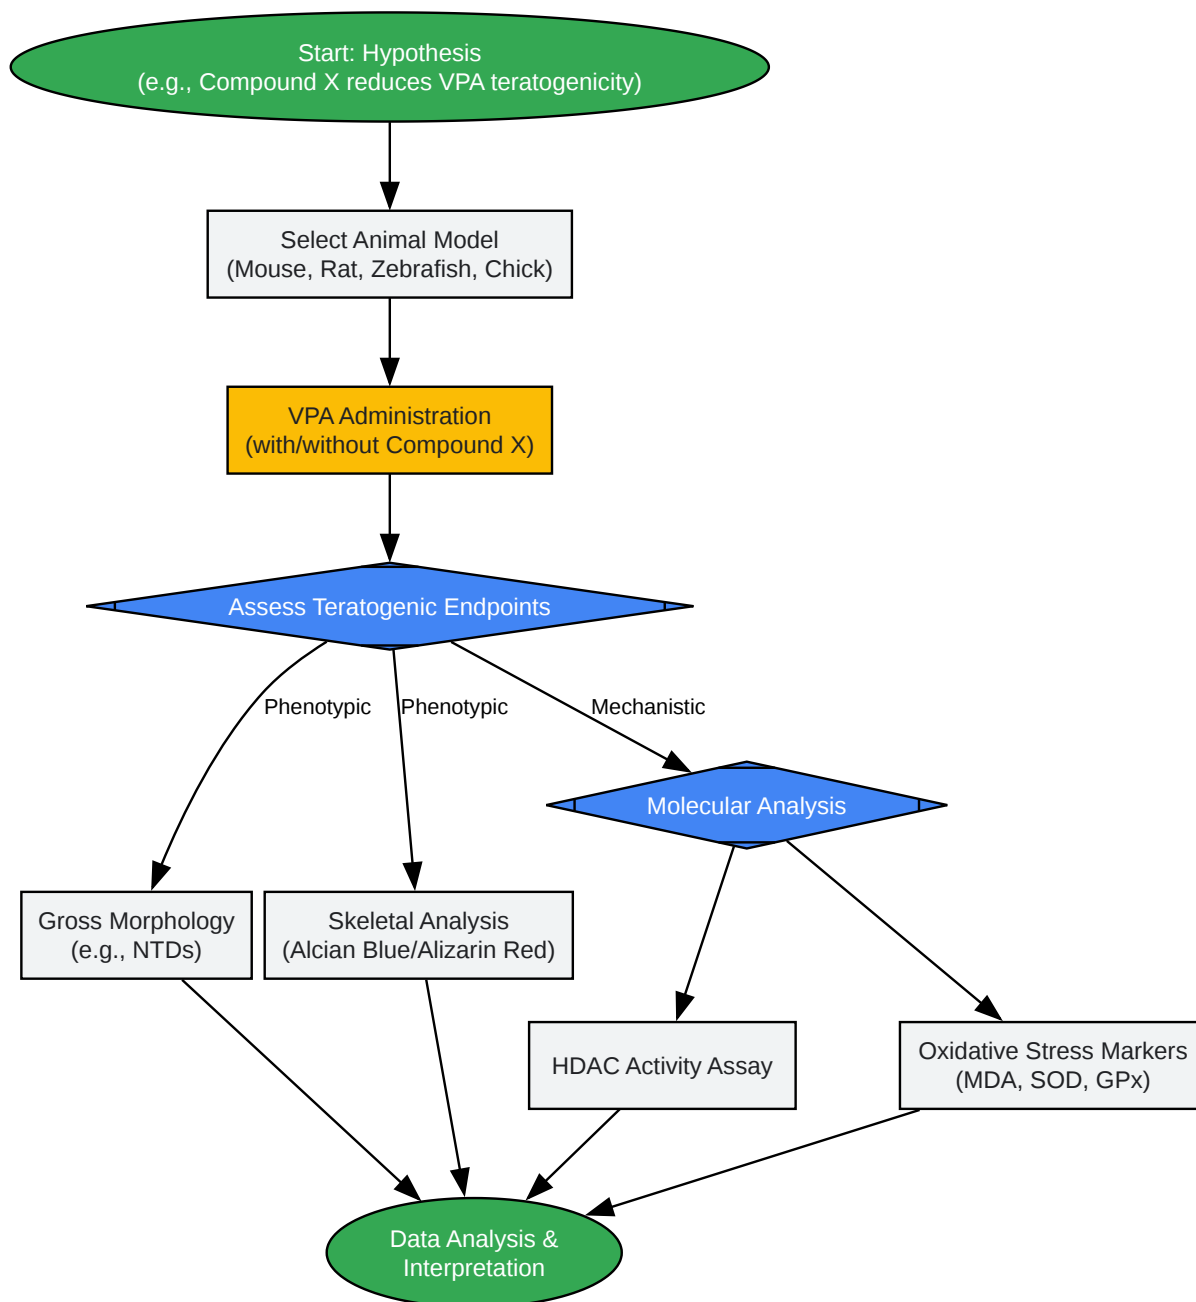 Start: Hypothesis
(e.g., Compound X reduces VPA teratogenicity)
Select Animal Model
(Mouse, Rat, Zebrafish, Chick)
VPA Administration
(with/without Compound X)
Assess Teratogenic Endpoints
Phenotypic
Phenotypic
Mechanistic
Molecular Analysis
Gross Morphology
(e.g., NTDs)
Skeletal Analysis
(Alcian Blue/Alizarin Red)
HDAC Activity Assay
Oxidative Stress Markers
(MDA, SOD, GPx)
Data Analysis &
Interpretation